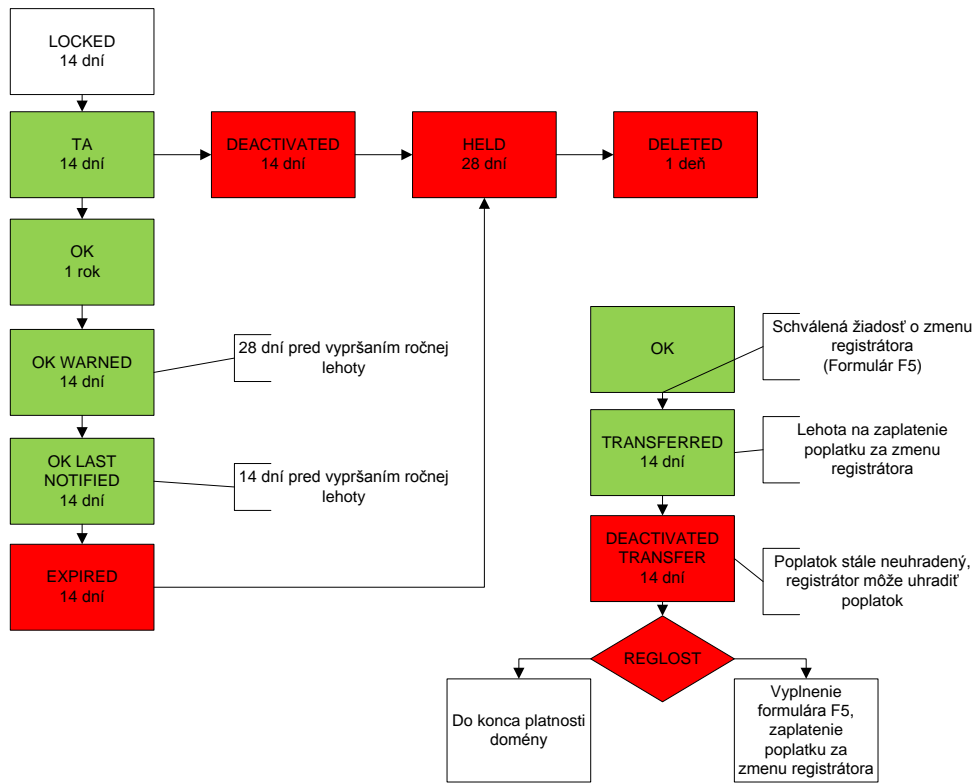 LOCKED
14 dní
TA
14 dní
DEACTIVATED
14 dní
HELD
28 dní
DELETED
1 deň
OK
1 rok
OK WARNED
14 dní
28 dní pred vypršaním ročnej
lehoty
OK LAST
NOTIFIED
14 dní
14 dní pred vypršaním ročnej
lehoty
EXPIRED
14 dní
OK
Schválená žiadosť o zmenu
registrátora
(Formulár F5)
TRANSFERRED
14 dní
Lehota na zaplatenie
poplatku za zmenu
registrátora
DEACTIVATED
TRANSFER
14 dní
Poplatok stále neuhradený,
registrátor môže uhradiť
poplatok
REGLOST
Do konca platnosti
domény
Vyplnenie
formulára F5,
zaplatenie
poplatku za
zmenu registrátora